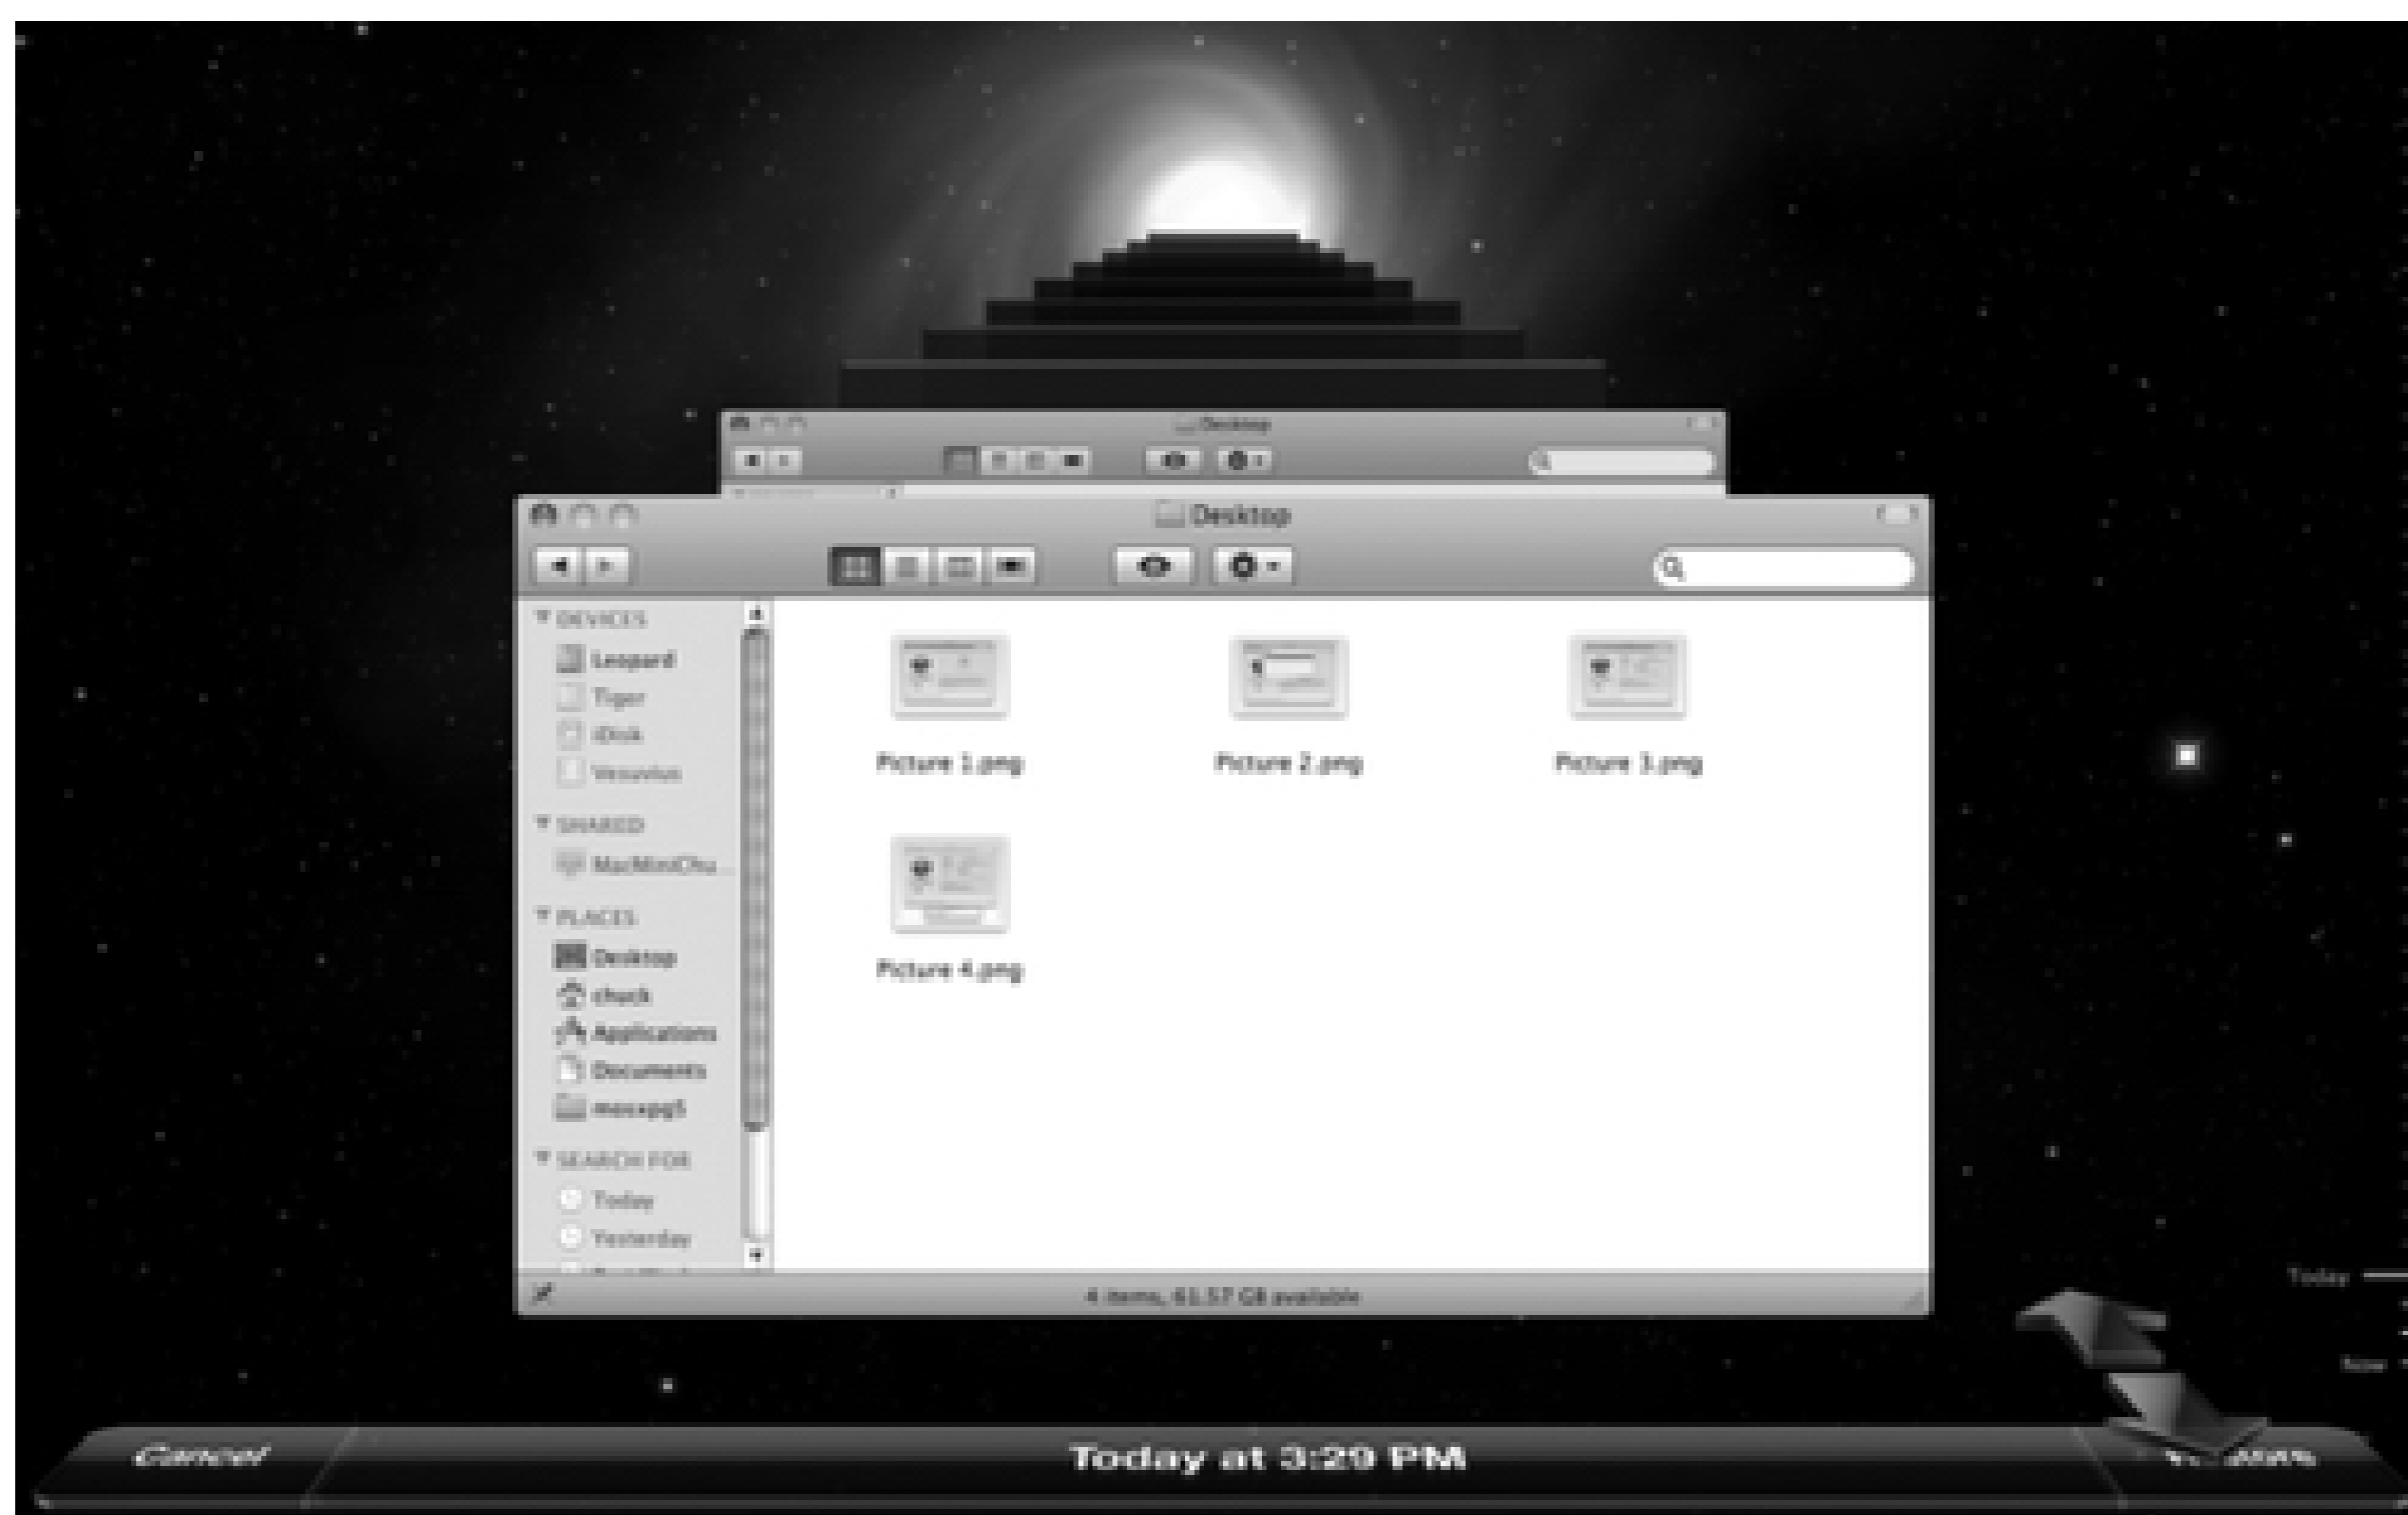 Desktop
Desktop
DEVICES
Leopard
Tiger
iDisk
Vesuvius
SHARED
MacMiniChu...
PLACES
Desktop
chuck
Applications
Documents
mosxpg5
SEARCH FOR
Today
Yesterday
Picture 1.png
Picture 2.png
Picture 3.png
Picture 4.png
4 items, 61.57 GB available
Today
Now
Cancel
Today at 3:29 PM